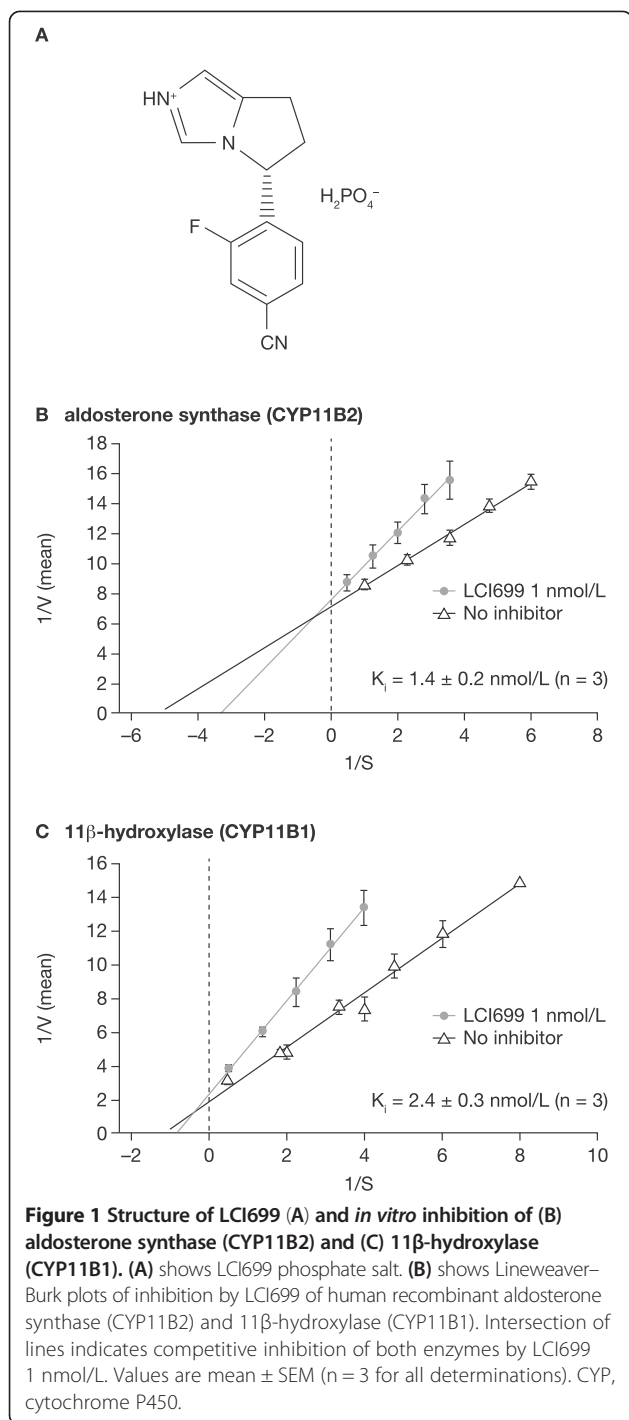 A
HN+
N
H₂PO₄⁻
F
CN
B aldosterone synthase (CYP11B2)
18
16
14
12
10
8
6
4
2
0
1/V (mean)
LCI699 1 nmol/L
No inhibitor
Kᵢ = 1.4 ± 0.2 nmol/L (n = 3)
−6 −4 −2 0 2 4 6 8
1/S
C 11β-hydroxylase (CYP11B1)
16
14
12
10
8
6
4
2
0
1/V (mean)
LCI699 1 nmol/L
No inhibitor
Kᵢ = 2.4 ± 0.3 nmol/L (n = 3)
−2 0 2 4 6 8 10
1/S
Figure 1 Structure of LCI699 (A) and in vitro inhibition of (B)
aldosterone synthase (CYP11B2) and (C) 11β-hydroxylase
(CYP11B1). (A) shows LCI699 phosphate salt. (B) shows Lineweaver–
Burk plots of inhibition by LCI699 of human recombinant aldosterone
synthase (CYP11B2) and 11β-hydroxylase (CYP11B1). Intersection of
lines indicates competitive inhibition of both enzymes by LCI699
1 nmol/L. Values are mean ± SEM (n = 3 for all determinations). CYP,
cytochrome P450.